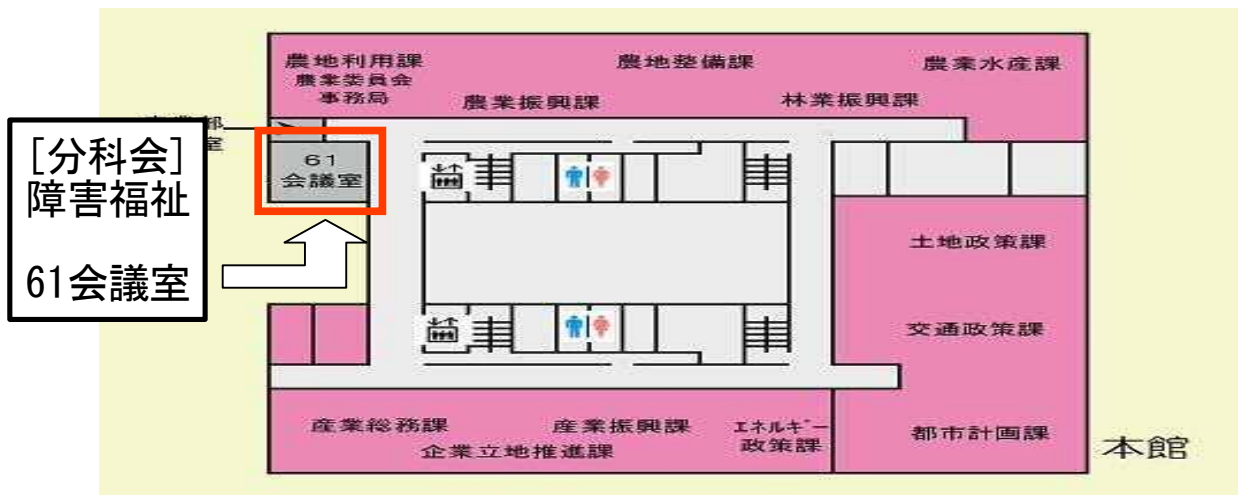 農地利用課
農業委員会
事務局
農地整備課
農業水産課
農業振興課
林業振興課
[分科会]
障害福祉
61会議室
61
会議室
土地政策課
交通政策課
都市計画課
産業総務課
産業振興課
企業立地推進課
エネルギー
政策課
本館